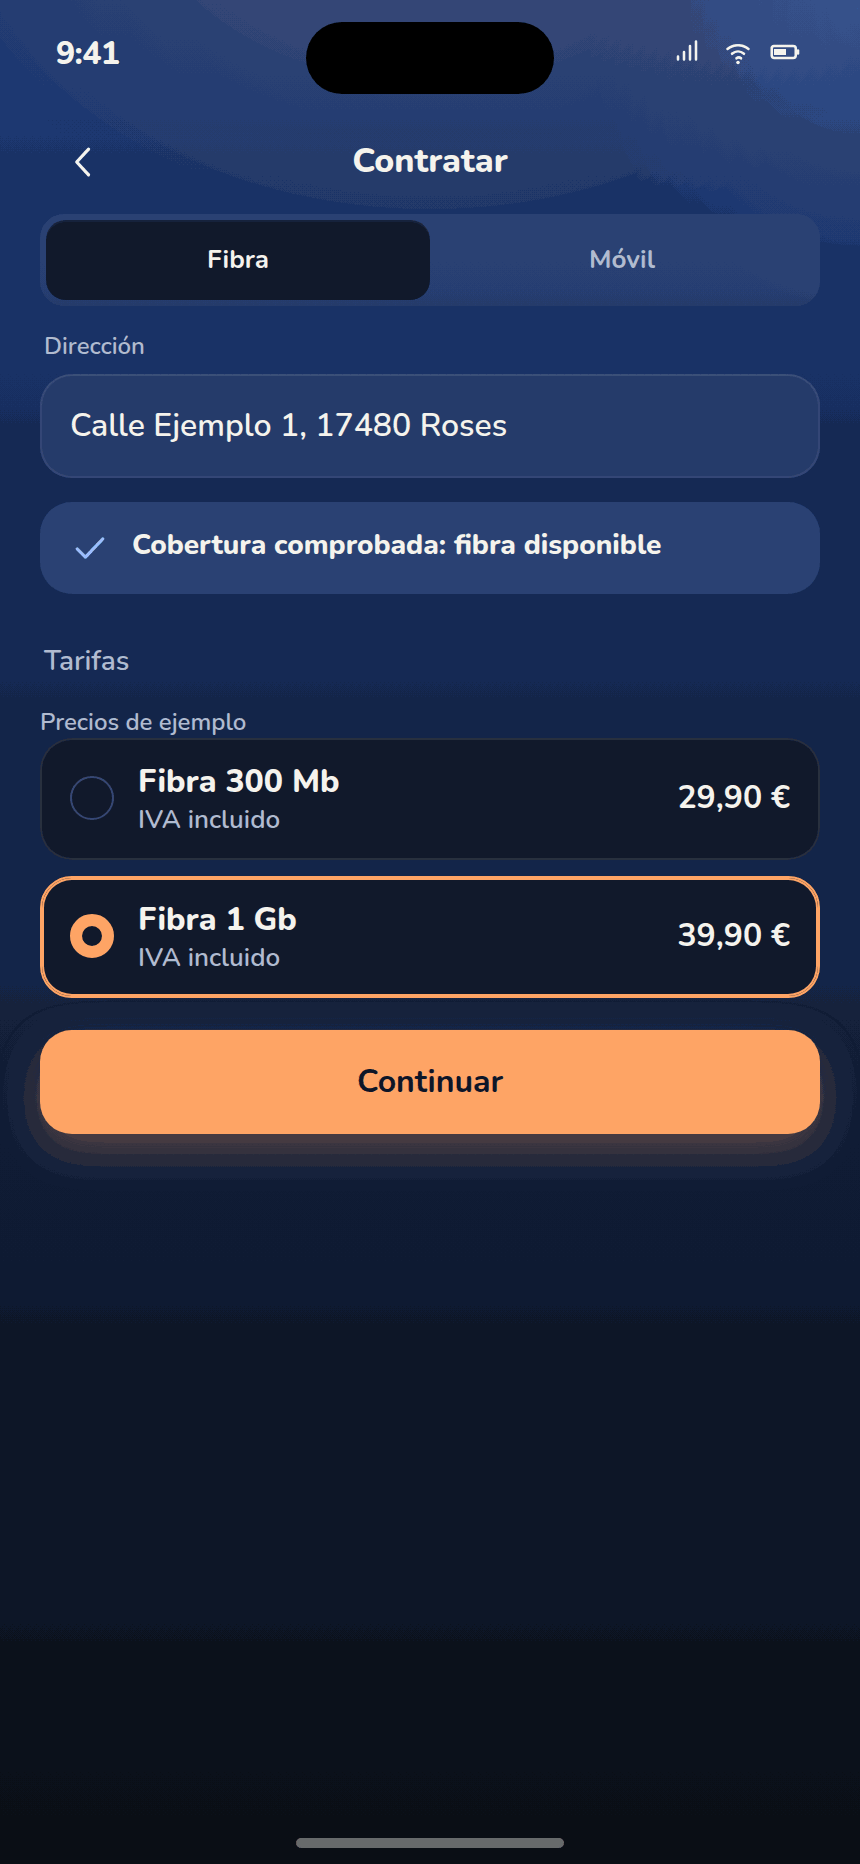 9:41
Contratar
Fibra
Móvil
Dirección
Calle Ejemplo 1, 17480 Roses
Cobertura comprobada: fibra disponible
Tarifas
Precios de ejemplo
Fibra 300 Mb
IVA incluido
29,90 €
Fibra 1 Gb
IVA incluido
39,90 €
Continuar